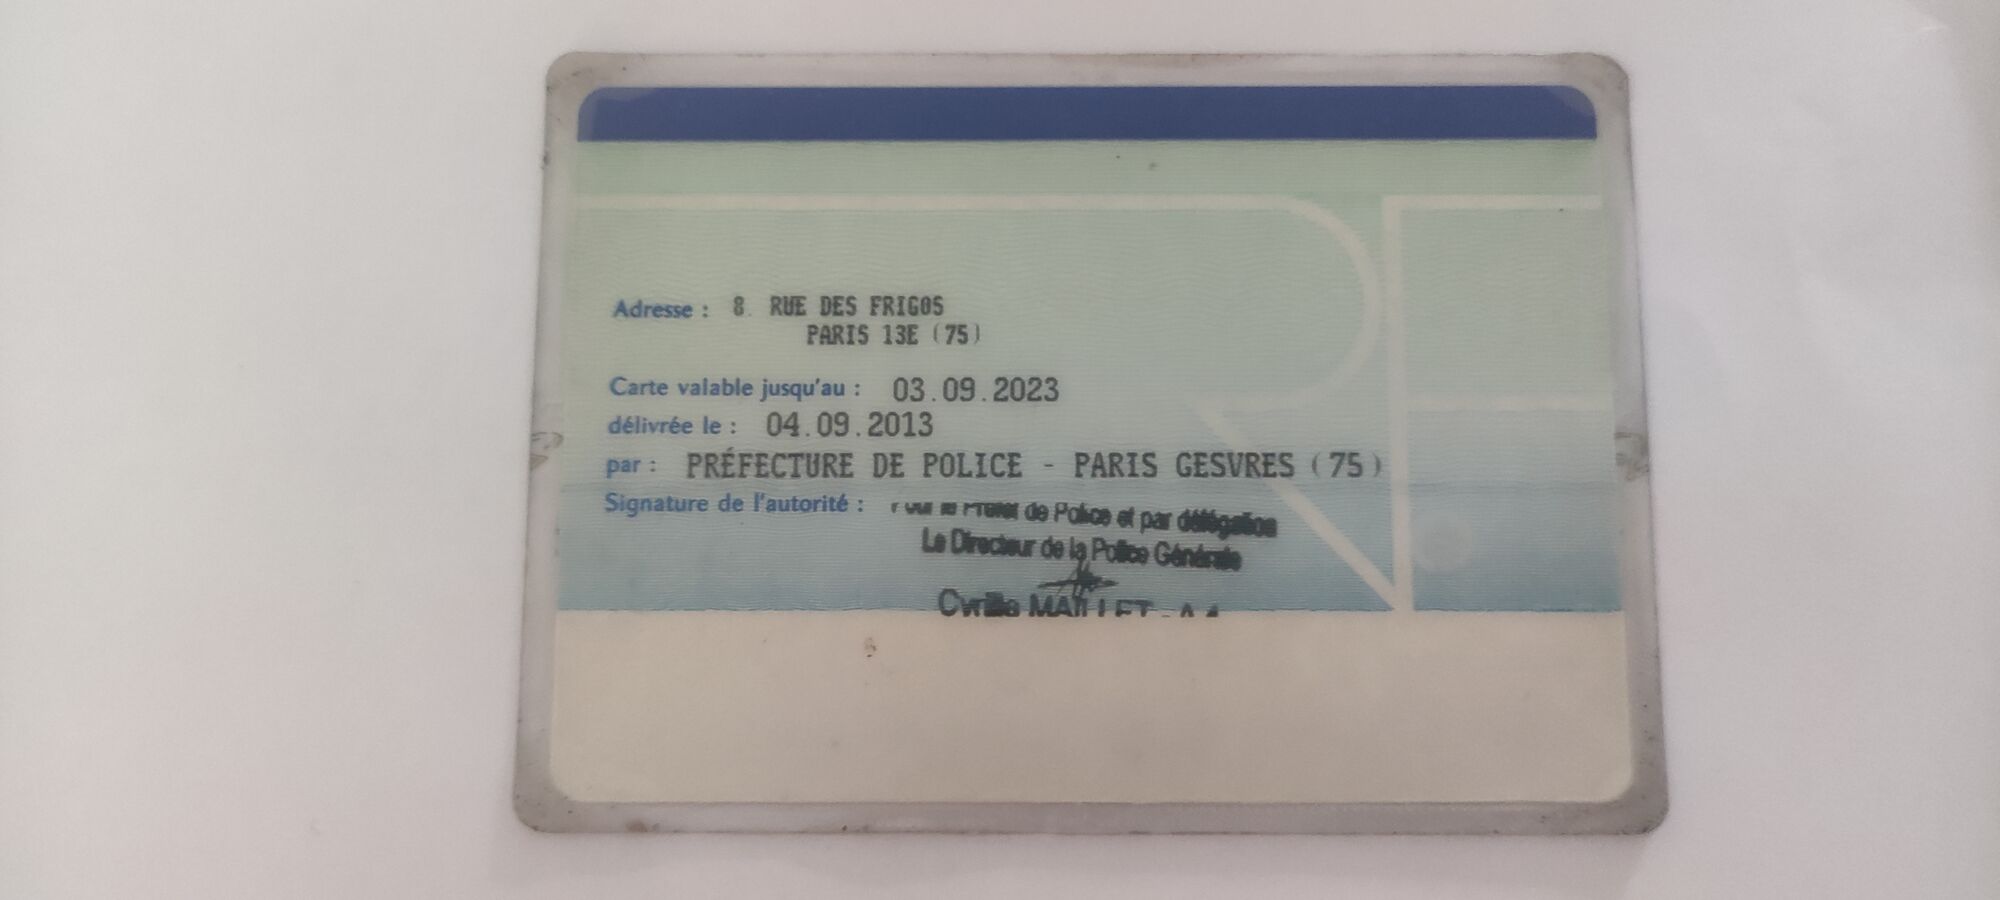 Adresse : 8 RUE DES FRIGOS
PARIS 13E (75)
Carte valable jusqu'au : 03.09.2023
délivrée le : 04.09.2013
par : PRÉFECTURE DE POLICE - PARIS GESVRES (75)
Signature de l'autorité : de Police et par délégation
Le Directeur de la Police Générale
Cyrille MAILLET